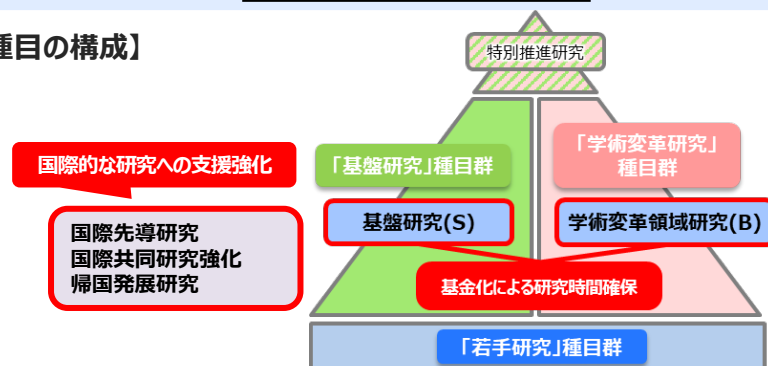 種目の構成】
特別推進研究
国際的な研究への支援強化
「基盤研究」種目群
「学術変革研究」
種目群
国際先導研究
国際共同研究強化
帰国発展研究
基盤研究(S)
学術変革領域研究(B)
基金化による研究時間確保
「若手研究」種目群